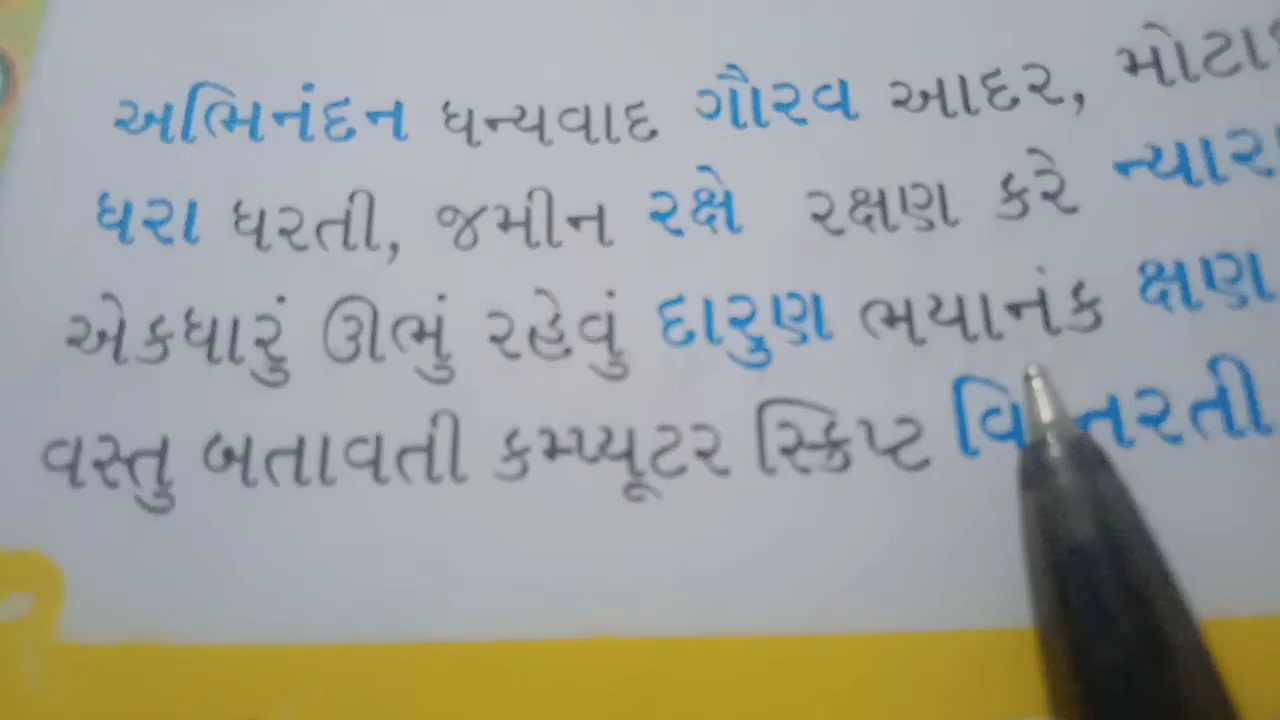 અભિનંદન ધન્યવાદ ગૌરવ આદર,
ધરા ધરતી, જમીન રક્ષે રક્ષણ કરે
એકધારું ઊભું રહેવું દારુણ ભયાનંક ક્ષણ
વસ્તુ બતાવતી કમ્પ્યૂટર સ્ક્રિપ્ટ